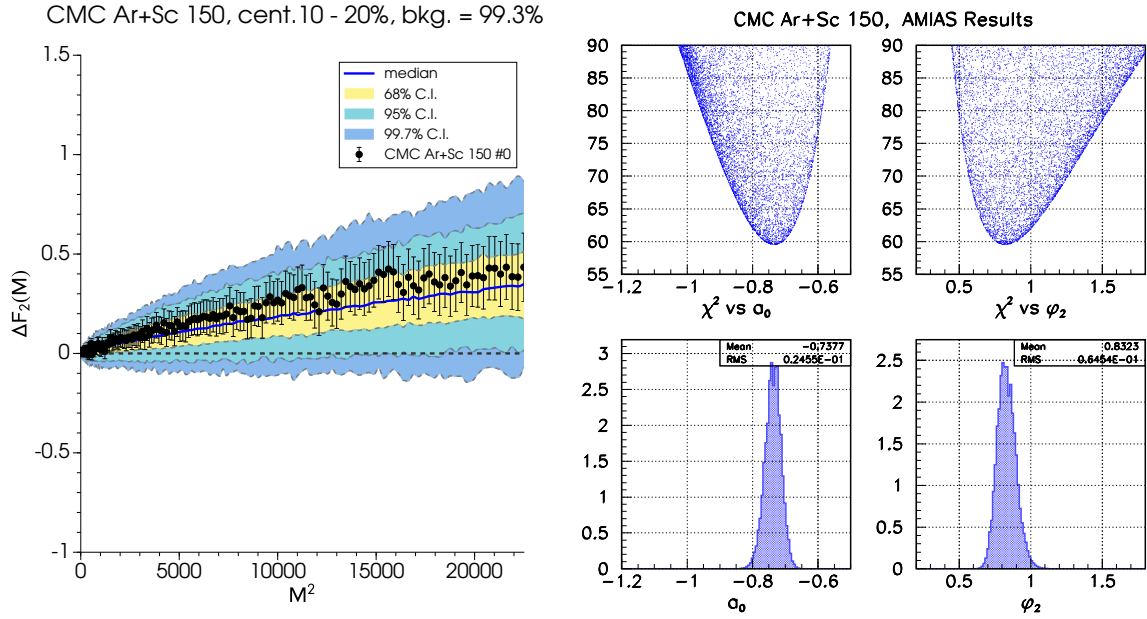 CMC Ar+Sc 150, cent.10 - 20%, bkg. = 99.3%
1.5
1
0.5
0
-0.5
-1
ΔF₂(M)
median
68% C.I.
95% C.I.
99.7% C.I.
CMC Ar+Sc 150 #0
0 5000 10000 15000 20000
M²
CMC Ar+Sc 150, AMIAS Results
90
85
80
75
70
65
60
55
-1.2 -1 -0.8 -0.6
χ² vs a₀
90
85
80
75
70
65
60
55
0.5 1 1.5
χ² vs φ₂
Mean -0.7377
RMS 0.2455E-01
3
2.5
2
1.5
1
0.5
0
-1.2 -1 -0.8 -0.6
a₀
Mean 0.8323
RMS 0.6454E-01
2.5
2
1.5
1
0.5
0
0.5 1 1.5
φ₂